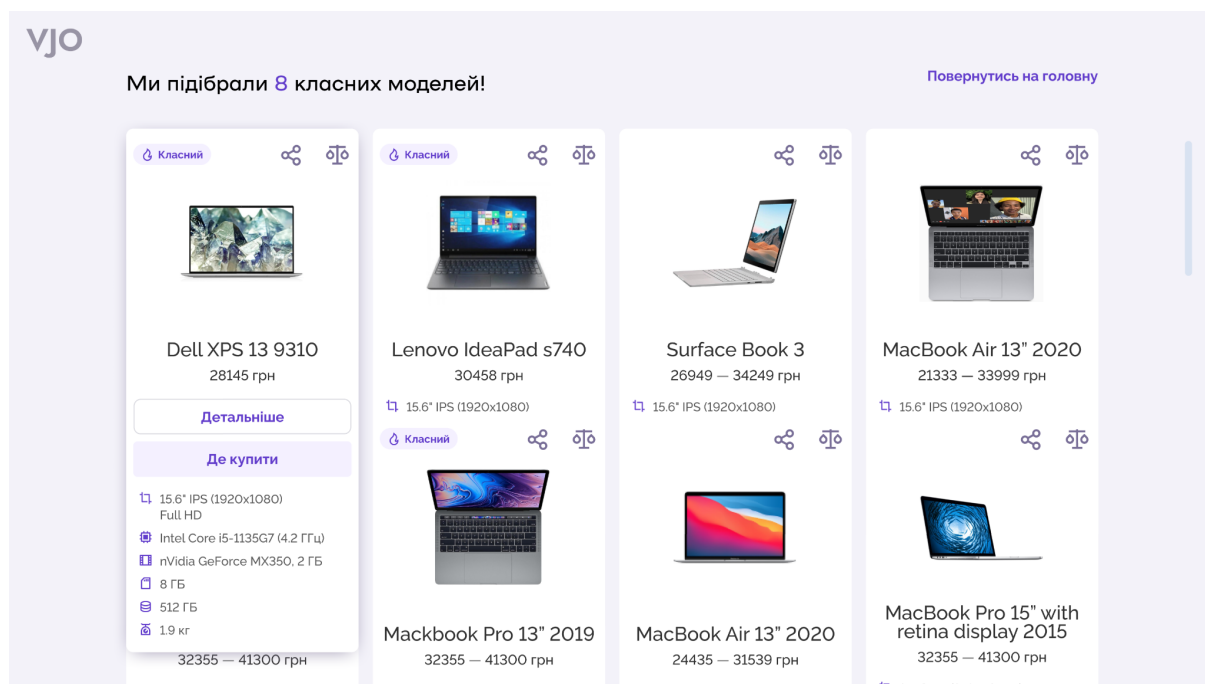 VJO
Ми підібрали 8 класних моделей!
Повернутись на головну
Класний
Dell XPS 13 9310
28145 грн
Детальніше
Де купити
15.6" IPS (1920x1080)
Full HD
Intel Core i5-1135G7 (4.2 ГГц)
nVidia GeForce MX350, 2 ГБ
8 ГБ
512 ГБ
1.9 кг
32355 — 41300 грн
Класний
Lenovo IdeaPad s740
30458 грн
15.6" IPS (1920x1080)
Surface Book 3
26949 — 34249 грн
15.6" IPS (1920x1080)
MacBook Air 13” 2020
21333 — 33999 грн
15.6" IPS (1920x1080)
Класний
Mackbook Pro 13” 2019
32355 — 41300 грн
MacBook Air 13” 2020
24435 — 31539 грн
MacBook Pro 15” with
retina display 2015
32355 — 41300 грн